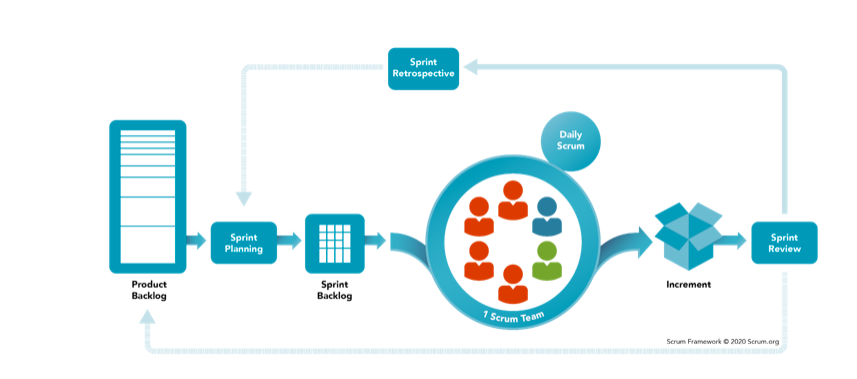 Sprint
Retrospective
Daily
Scrum
Sprint
Planning
Sprint
Review
Product
Backlog
Sprint
Backlog
Increment
1 Scrum Team
Scrum Framework © 2020 Scrum.org